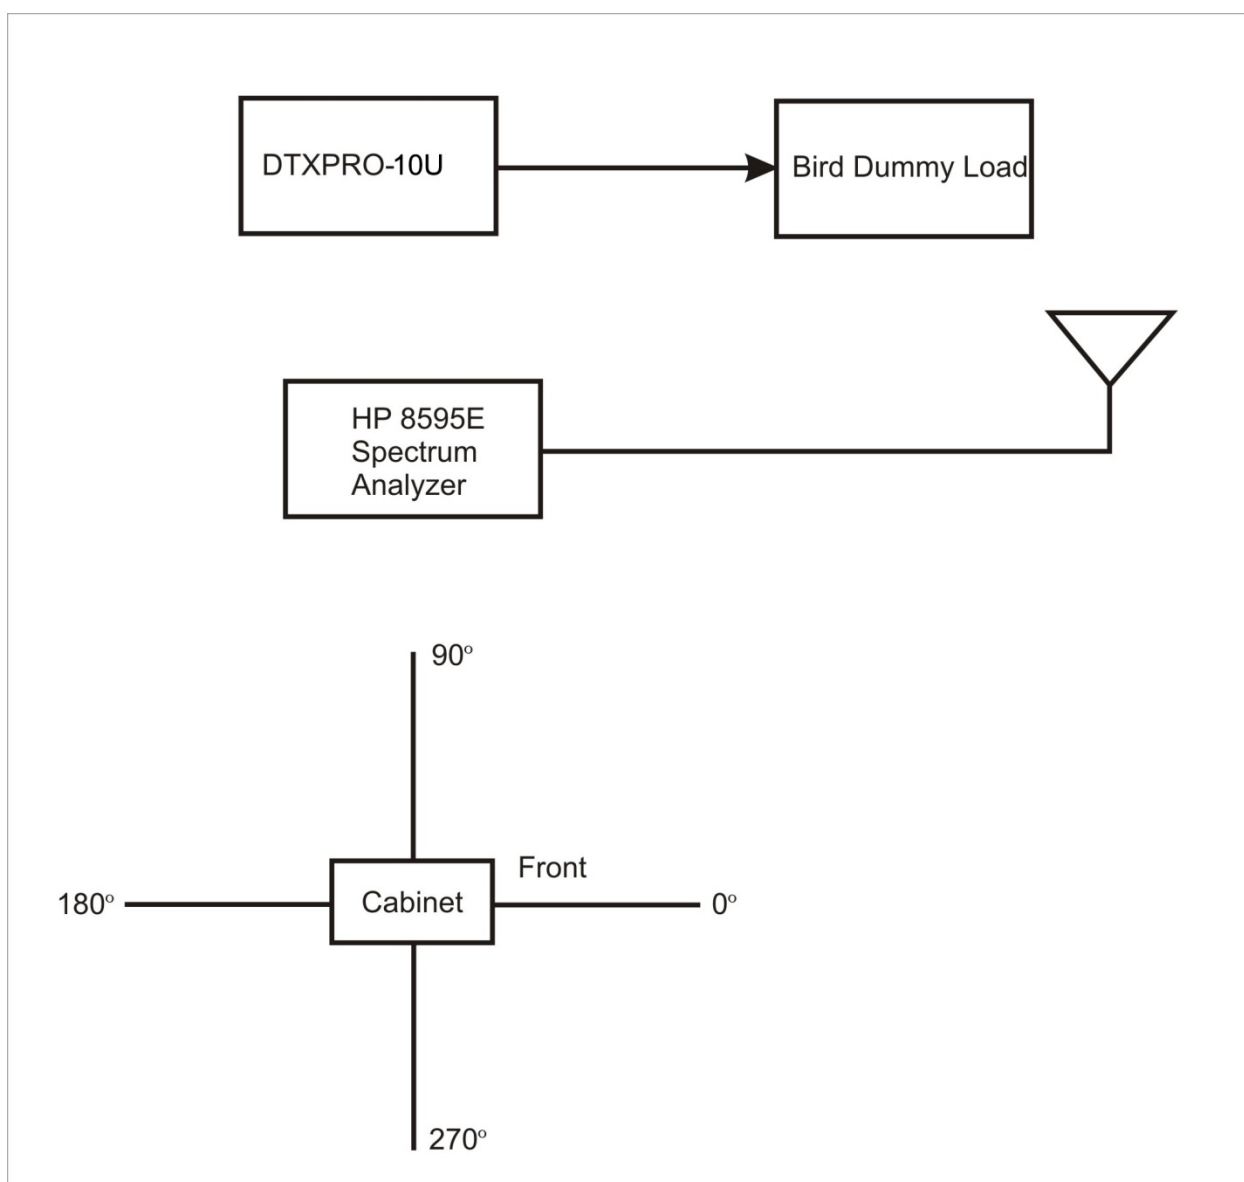 DTXPRO-10U
Bird Dummy Load
HP 8595E
Spectrum
Analyzer
90°
Front
180°
Cabinet
0°
270°